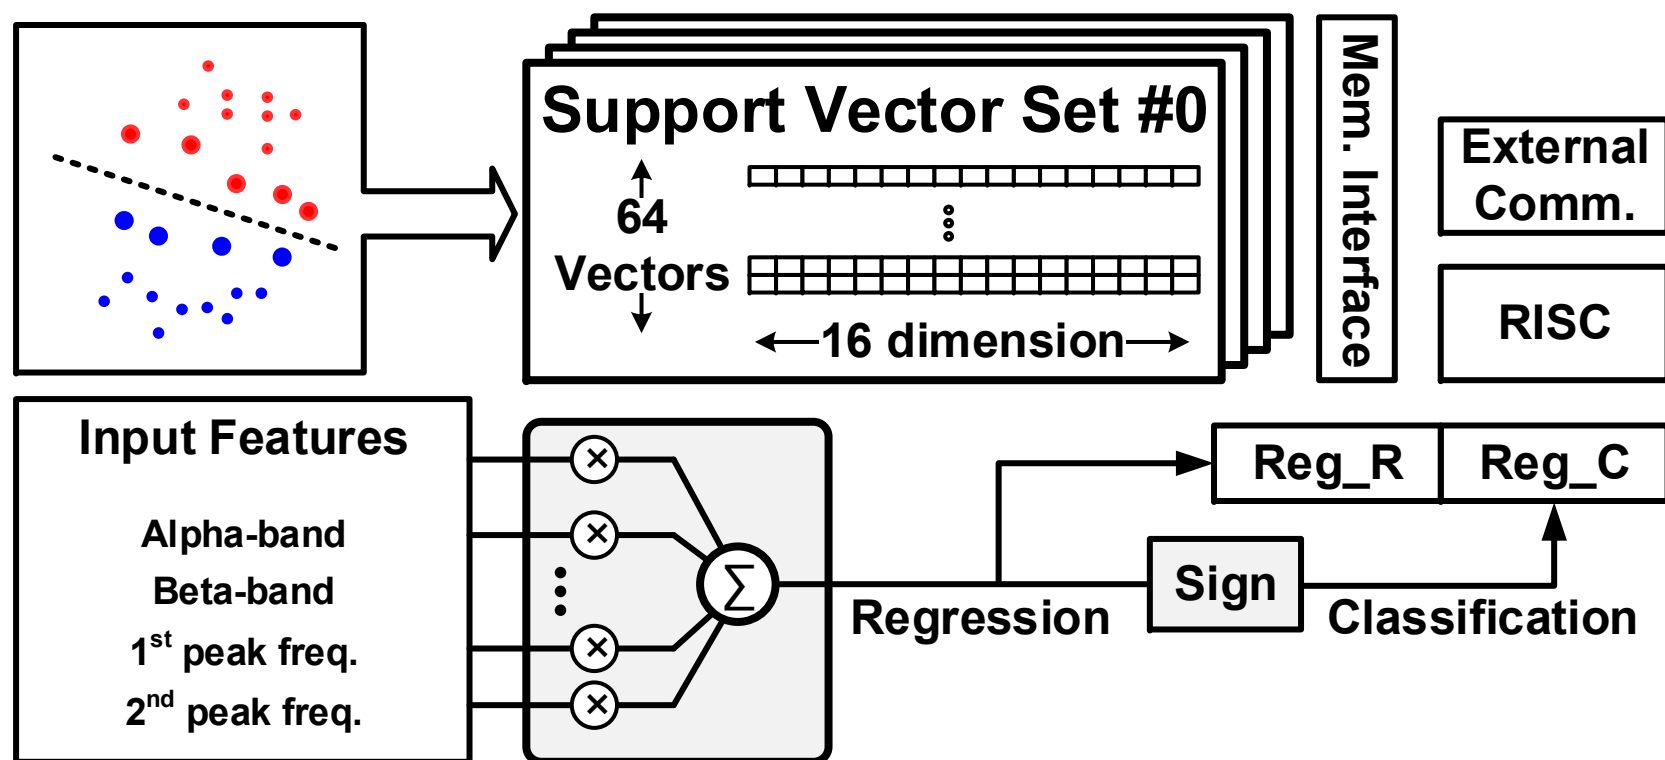 Support Vector Set #0
64
Vectors
16 dimension
Mem. Interface
External
Comm.
RISC
Input Features
Alpha-band
Beta-band
1st peak freq.
2nd peak freq.
×
×
×
×
∑
Regression
Sign
Classification
Reg_R
Reg_C